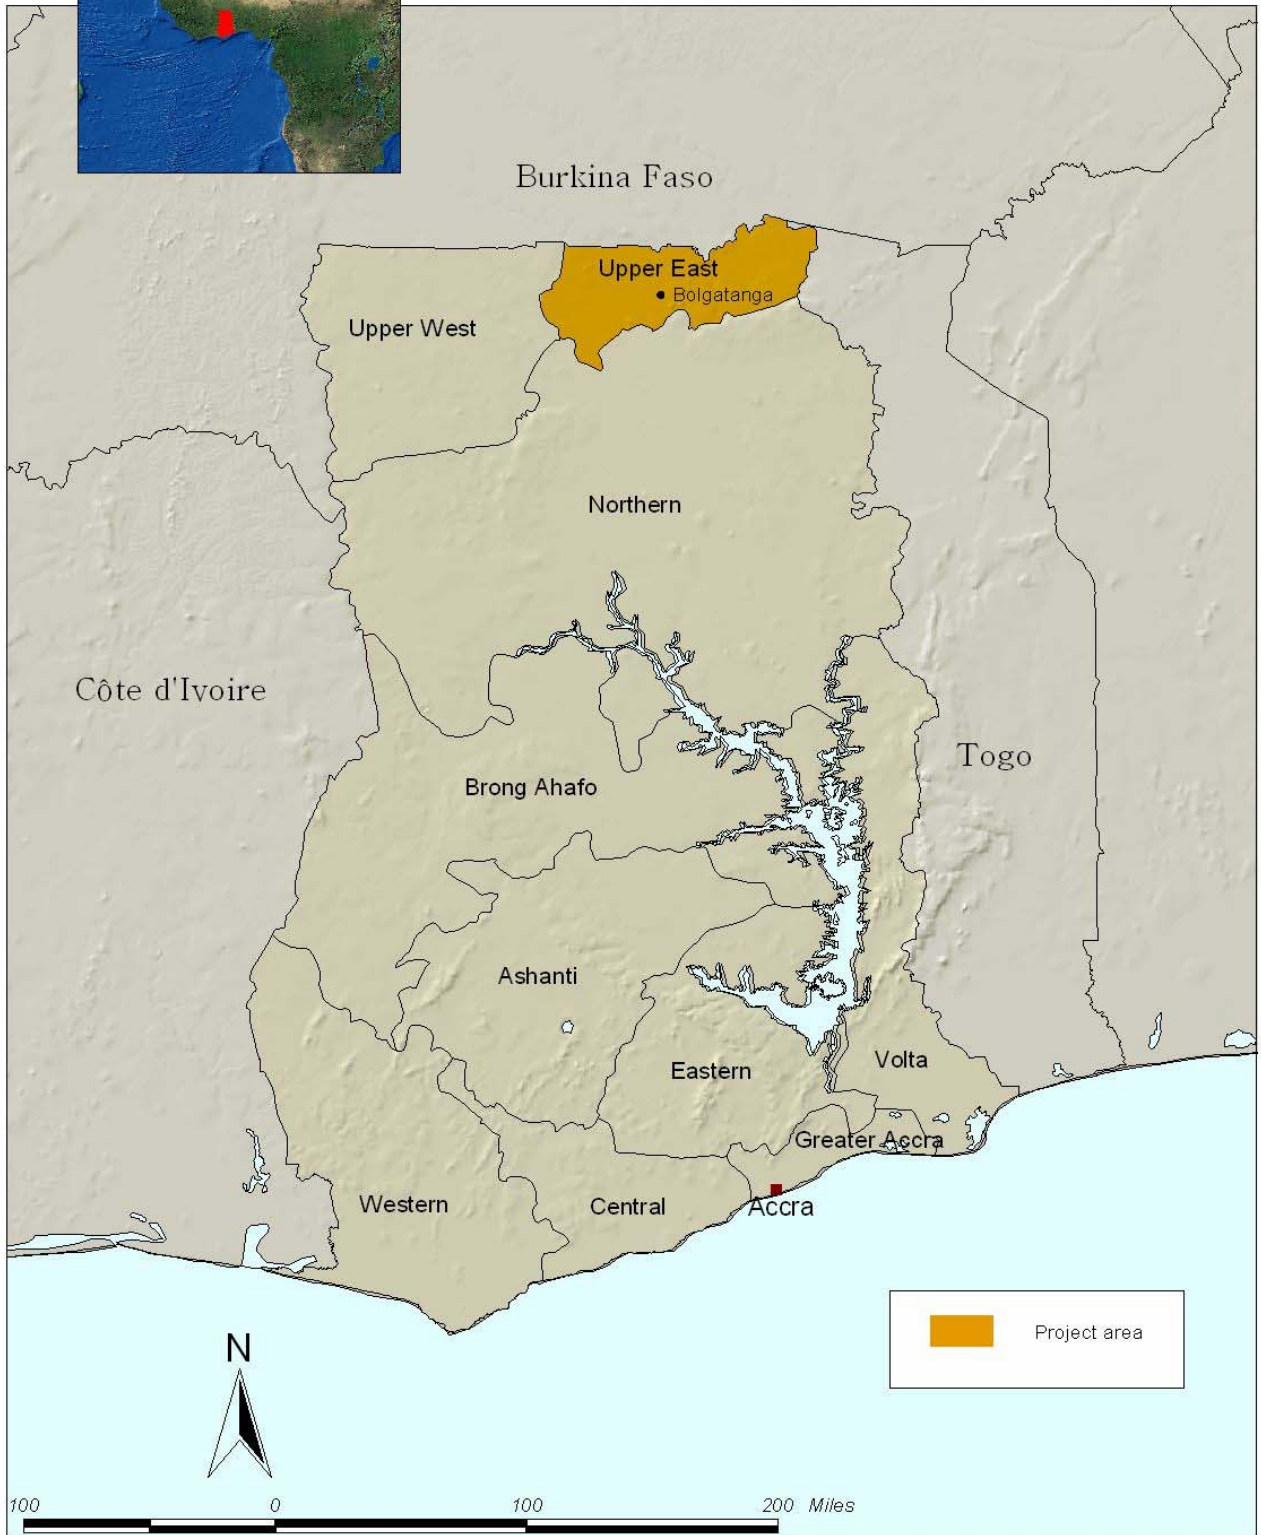 Burkina Faso
Upper East
Bolgatanga
Upper West
Northern
Côte d'Ivoire
Togo
Brong Ahafo
Ashanti
Eastern
Volta
Greater Accra
Western
Central
Accra
Project area
N
100 0 100 200 Miles